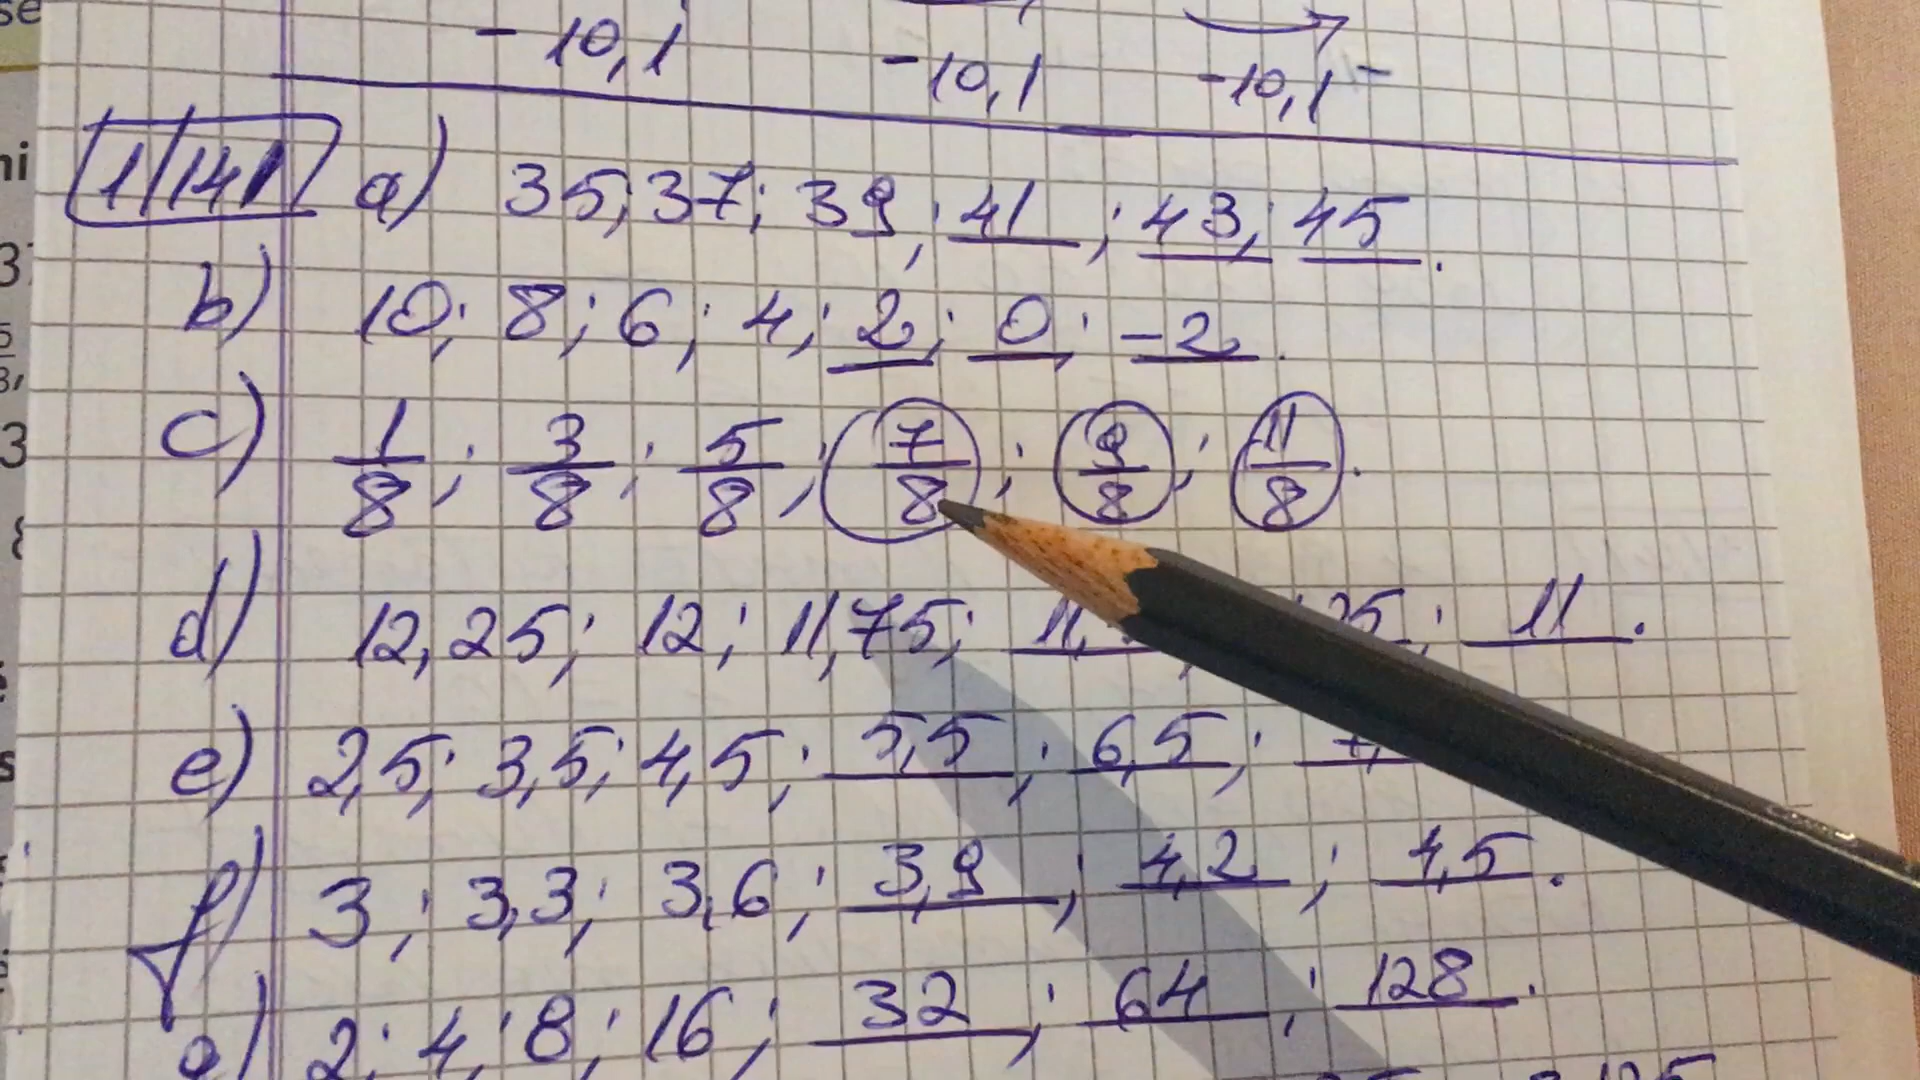 -10,1 -10,1 -10,1 -
1/141 a) 35; 37; 39; 41; 43; 45.
b) 10; 8; 6; 4; 2; 0; -2.
c) 1/8; 3/8; 5/8; 7/8; 9/8; 11/8.
d) 12,25; 12; 11,75; 11, ; 11.
e) 2,5; 3,5; 4,5; 5,5; 6,5;
f) 3; 3,3; 3,6; 3,9; 4,2; 4,5.
2; 4; 8; 16; 32; 64; 128.